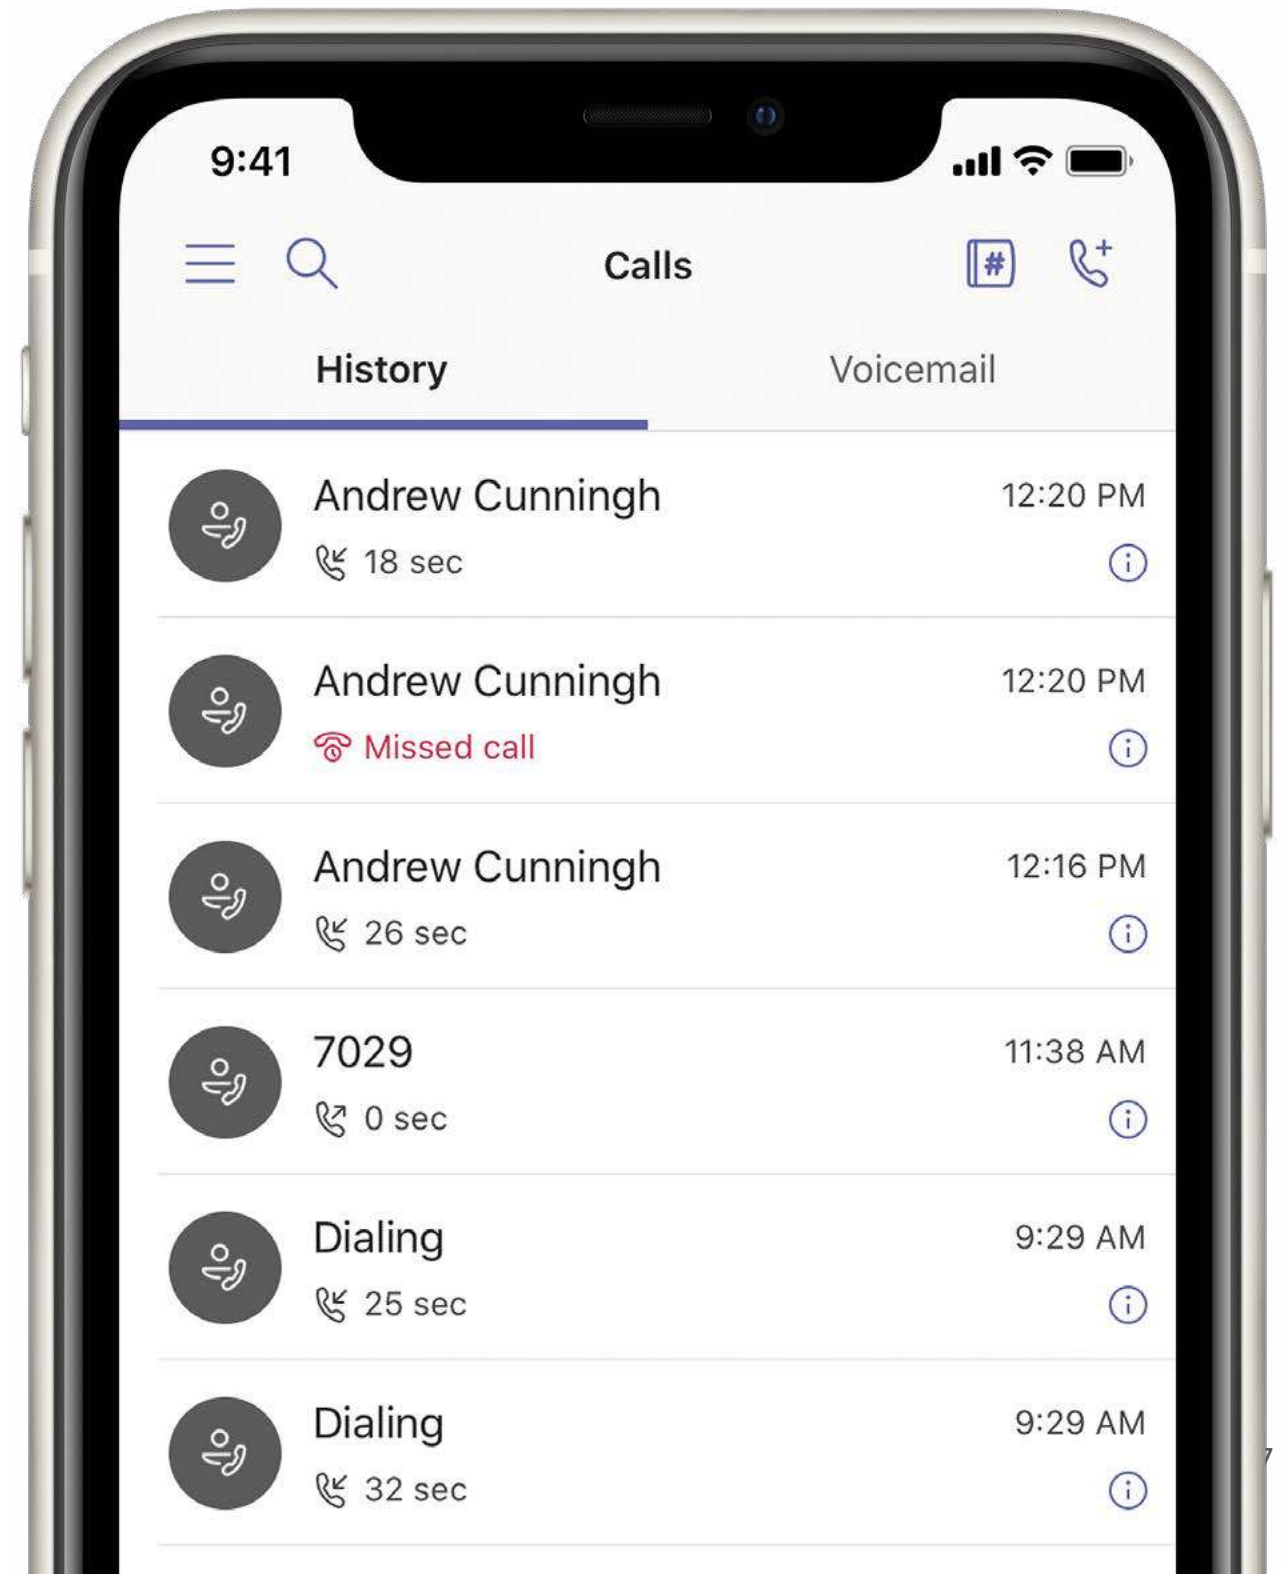 9:41
Calls
#
History
Voicemail
Andrew Cunningh
12:20 PM
18 sec
Andrew Cunningh
12:20 PM
Missed call
Andrew Cunningh
12:16 PM
26 sec
7029
11:38 AM
0 sec
Dialing
9:29 AM
25 sec
Dialing
9:29 AM
32 sec
7